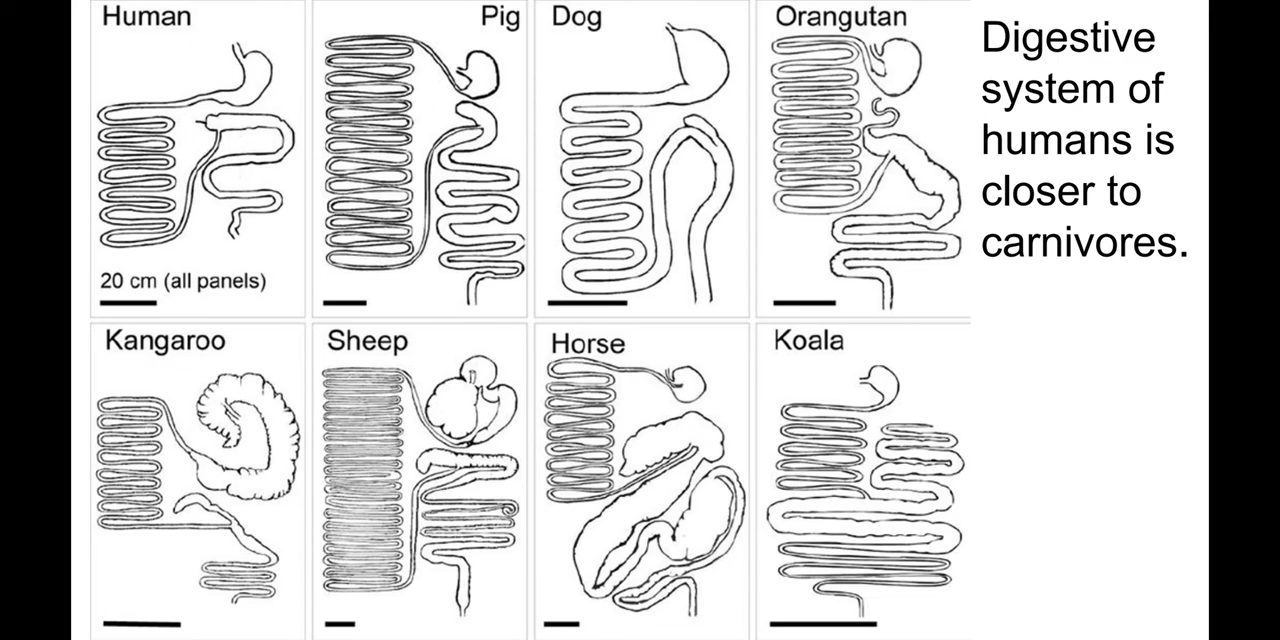 Human
Pig
Dog
Orangutan
20 cm (all panels)
Kangaroo
Sheep
Horse
Koala
Digestive
system of
humans is
closer to
carnivores.